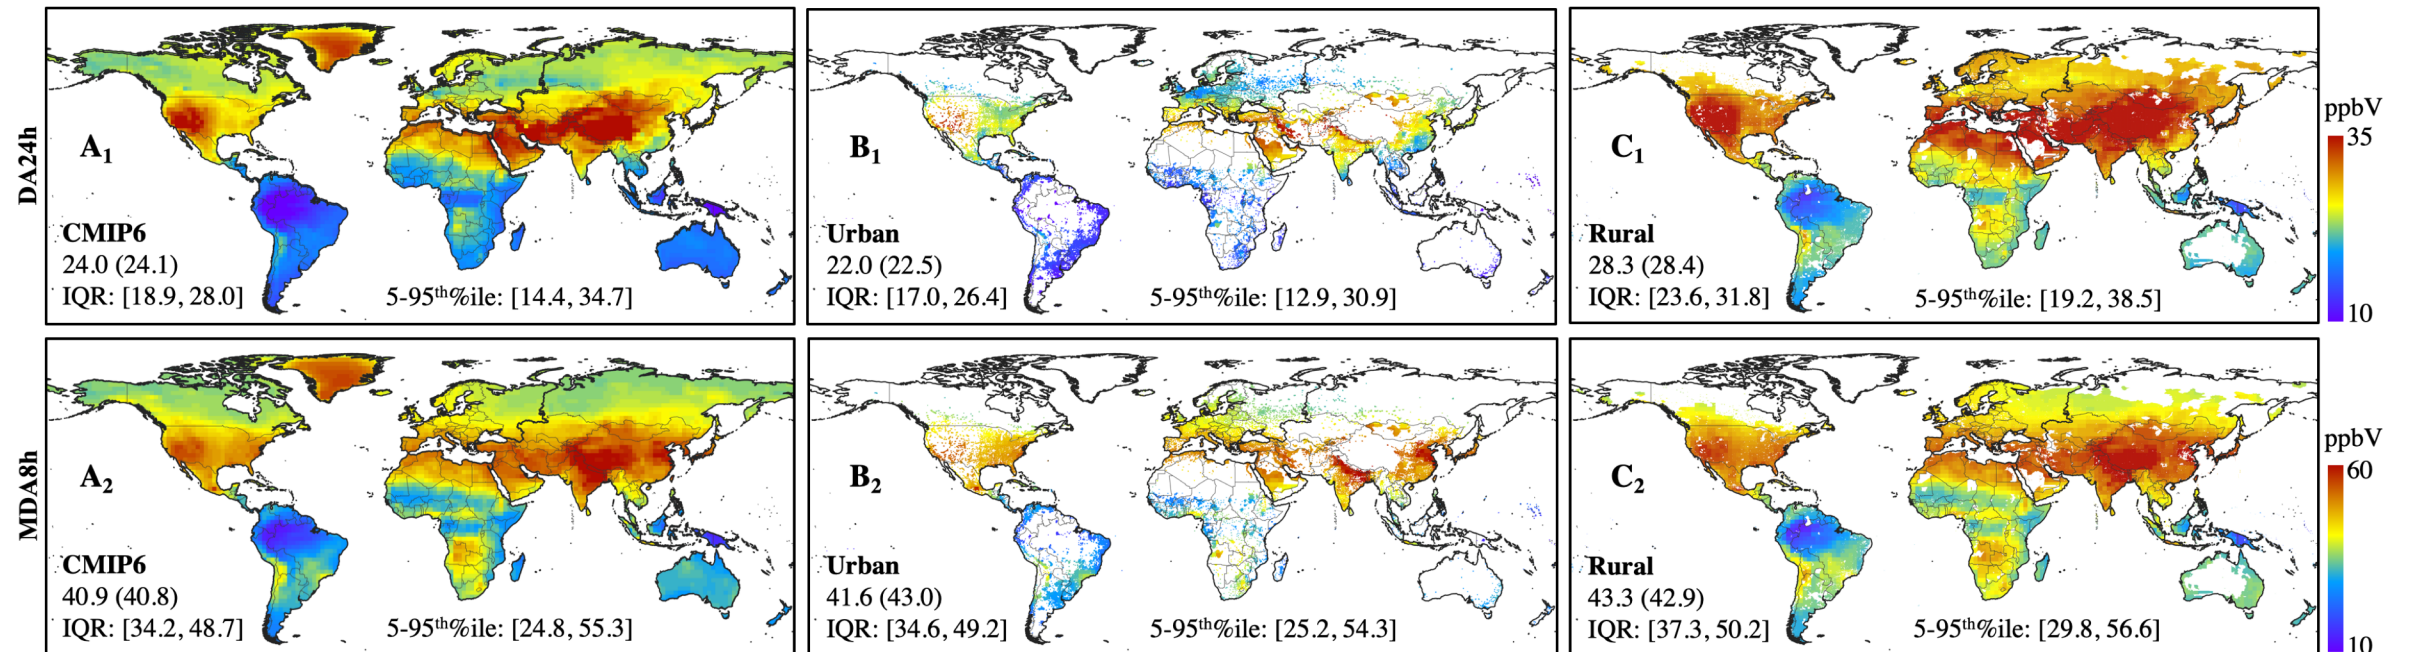 DA24h
A₁
CMIP6
24.0 (24.1)
IQR: [18.9, 28.0]
5-95ᵗʰ%ile: [14.4, 34.7]
B₁
Urban
22.0 (22.5)
IQR: [17.0, 26.4]
5-95ᵗʰ%ile: [12.9, 30.9]
C₁
Rural
28.3 (28.4)
IQR: [23.6, 31.8]
5-95ᵗʰ%ile: [19.2, 38.5]
ppbV
35
10
MDA8h
A₂
CMIP6
40.9 (40.8)
IQR: [34.2, 48.7]
5-95ᵗʰ%ile: [24.8, 55.3]
B₂
Urban
41.6 (43.0)
IQR: [34.6, 49.2]
5-95ᵗʰ%ile: [25.2, 54.3]
C₂
Rural
43.3 (42.9)
IQR: [37.3, 50.2]
5-95ᵗʰ%ile: [29.8, 56.6]
ppbV
60
10